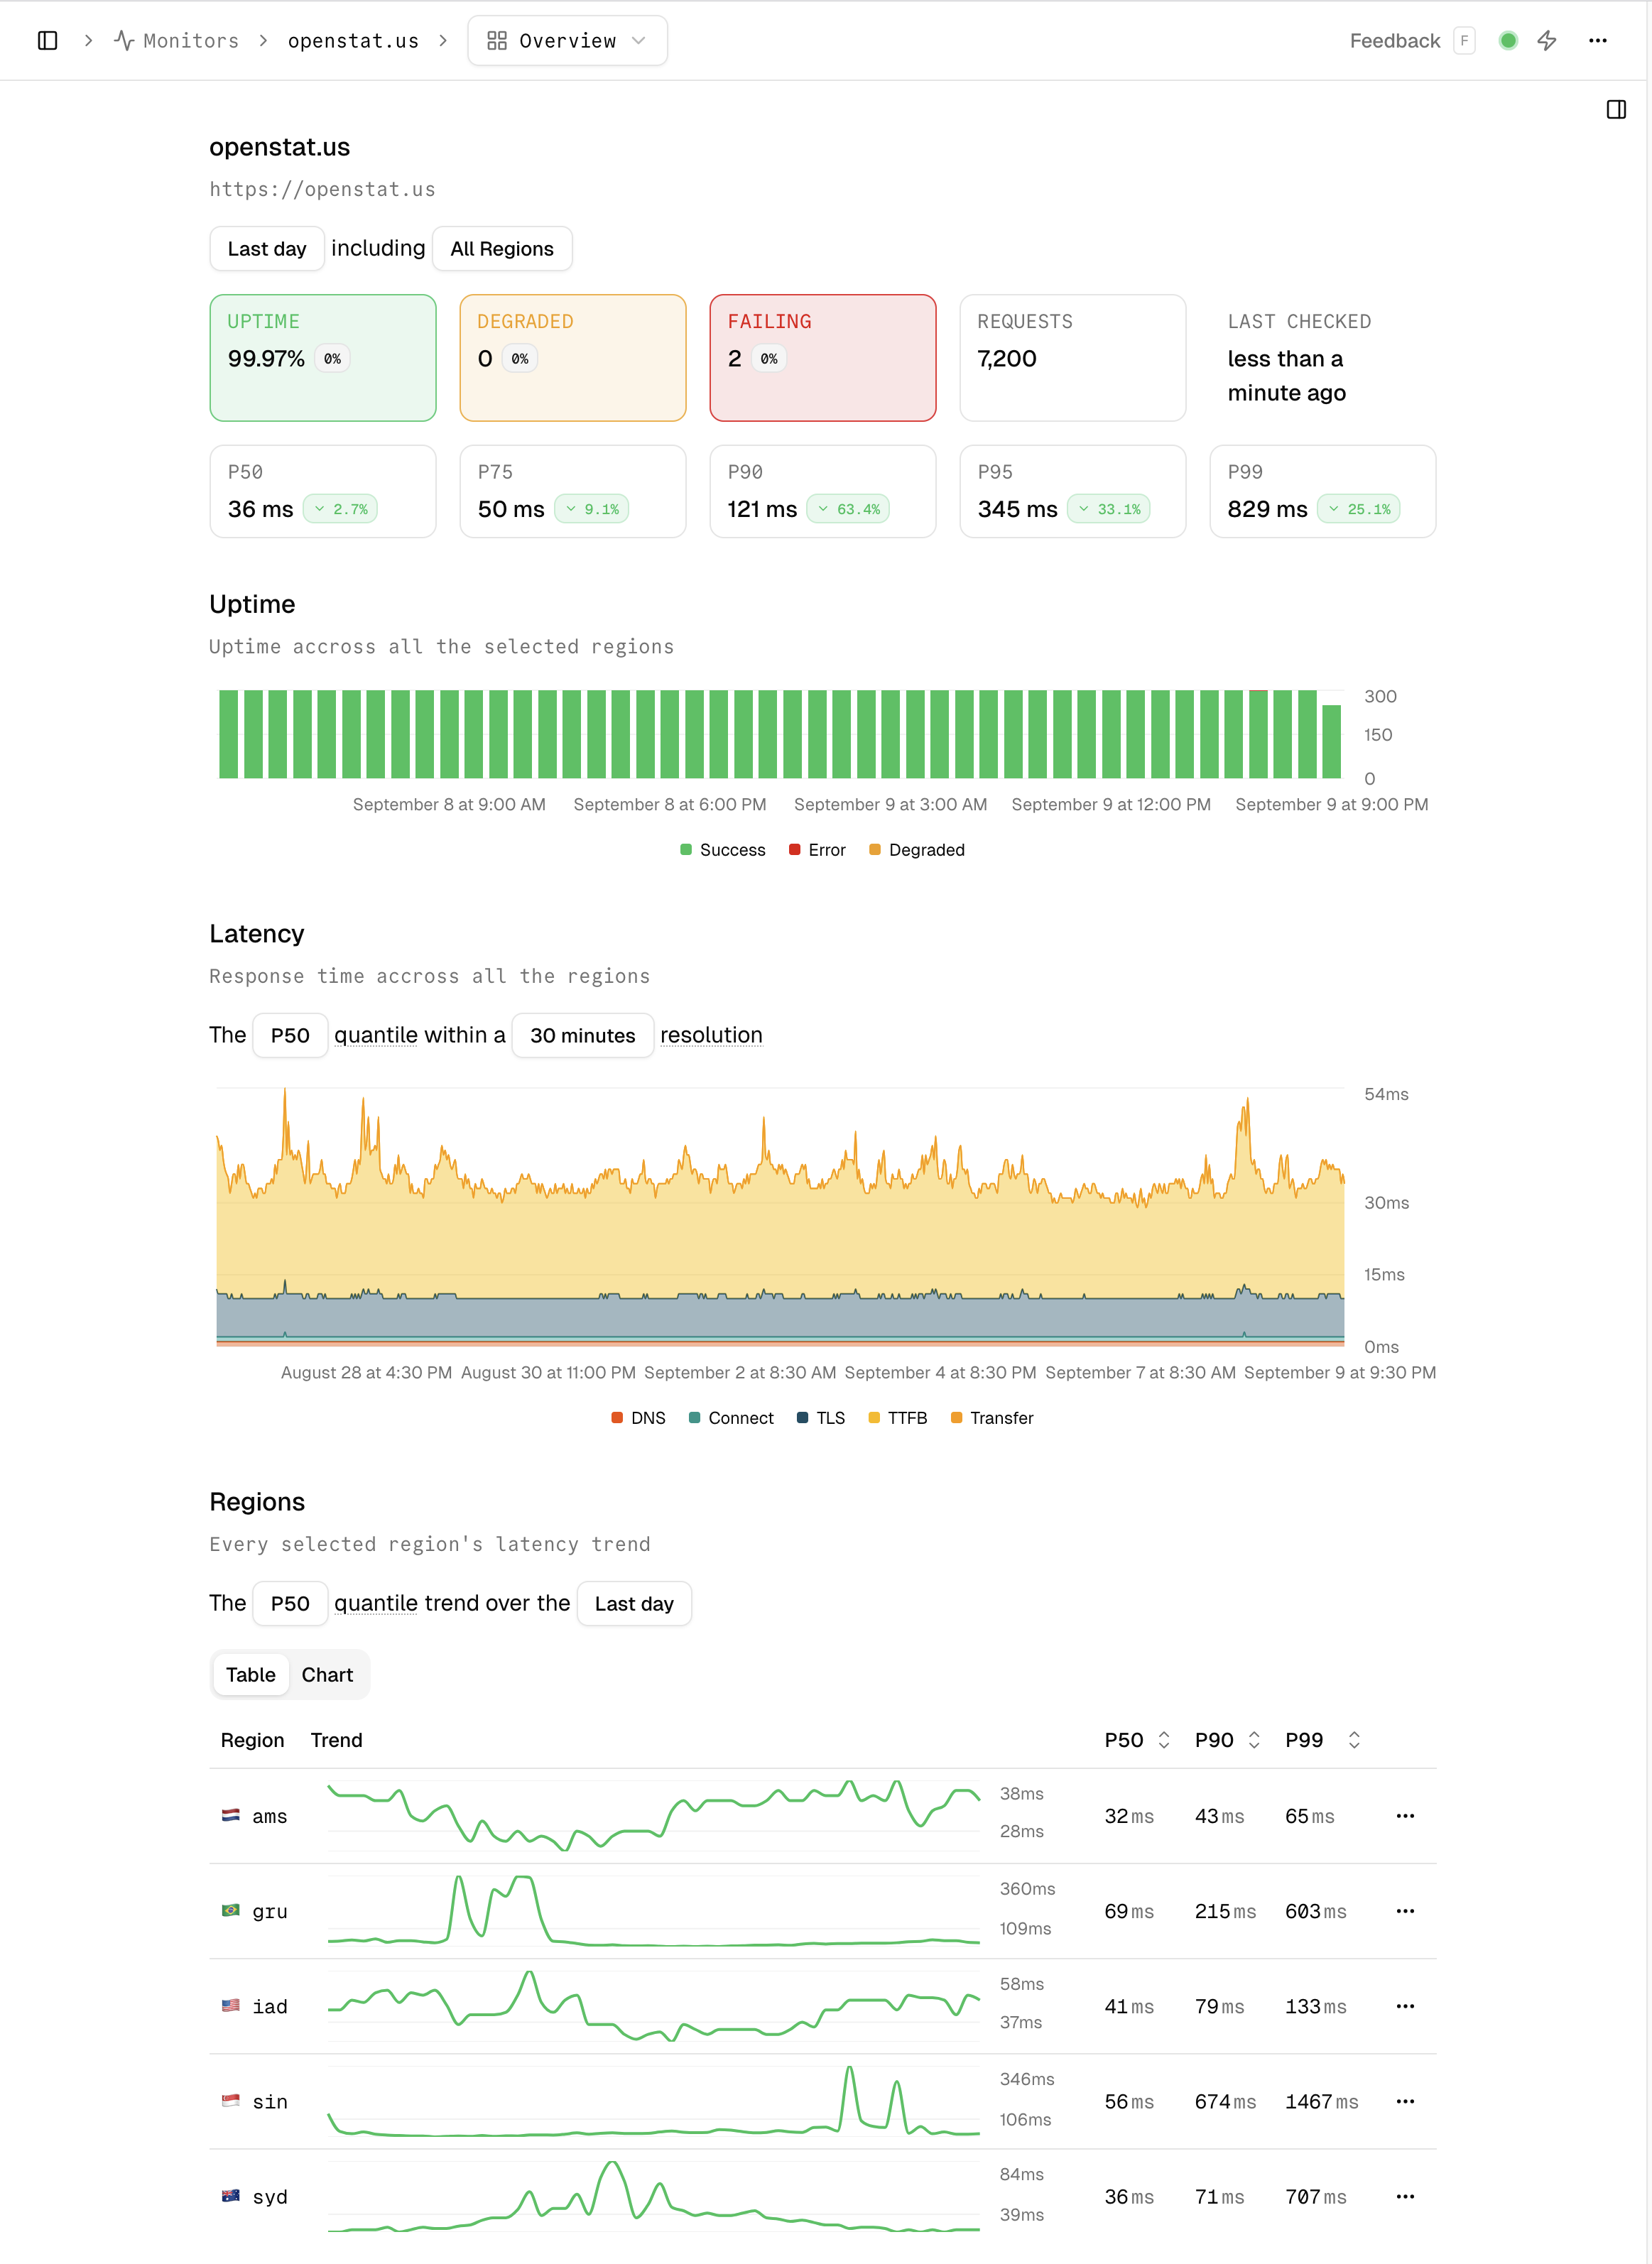 Monitors openstat.us Overview Feedback F
openstat.us
https://openstat.us
Last day including All Regions
UPTIME DEGRADED FAILING REQUESTS LAST CHECKED
99.97% 0% 0 0% 2 0% 7,200 less than a
minute ago
P50 P75 P90 P95 P99
36 ms 2.7% 50 ms 9.1% 121 ms 63.4% 345 ms 33.1% 829 ms 25.1%
Uptime
Uptime accross all the selected regions
300
150
0
September 8 at 9:00 AM September 8 at 6:00 PM September 9 at 3:00 AM September 9 at 12:00 PM September 9 at 9:00 PM
Success Error Degraded
Latency
Response time accross all the regions
The P50 quantile within a 30 minutes resolution
54ms
30ms
15ms
0ms
August 28 at 4:30 PM August 30 at 11:00 PM September 2 at 8:30 AM September 4 at 8:30 PM September 7 at 8:30 AM September 9 at 9:30 PM
DNS Connect TLS TTFB Transfer
Regions
Every selected region's latency trend
The P50 quantile trend over the Last day
Table Chart
Region Trend P50 P90 P99
38ms
ams 32ms 43ms 65ms
28ms
360ms
gru 69ms 215ms 603ms
109ms
58ms
iad 41ms 79ms 133ms
37ms
346ms
sin 56ms 674ms 1467ms
106ms
84ms
syd 36ms 71ms 707ms
39ms